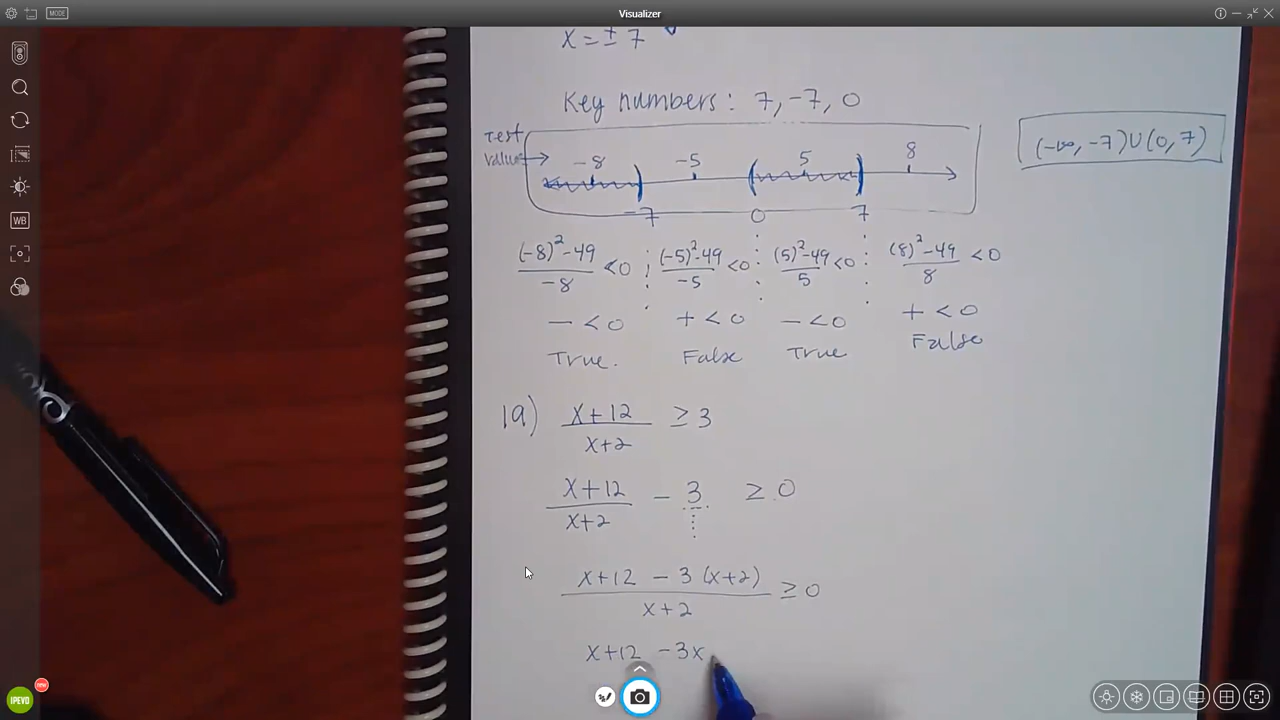 Visualizer
MODE
x = ± 7
Key numbers: 7, -7, 0
Test values → -8 -5 5 8
-7 0 7
(-∞, -7) U (0, 7)
((-8)² - 49)/-8 < 0 ((-5)² - 49)/-5 < 0 ((5)² - 49)/5 < 0 ((8)² - 49)/8 < 0
- < 0 + < 0 - < 0 + < 0
True. False True False
19) (x+12)/(x+2) ≥ 3
(x+12)/(x+2) - 3 ≥ 0
(x+12 - 3(x+2))/(x+2) ≥ 0
x+12 - 3x
IPEVO
new
WB